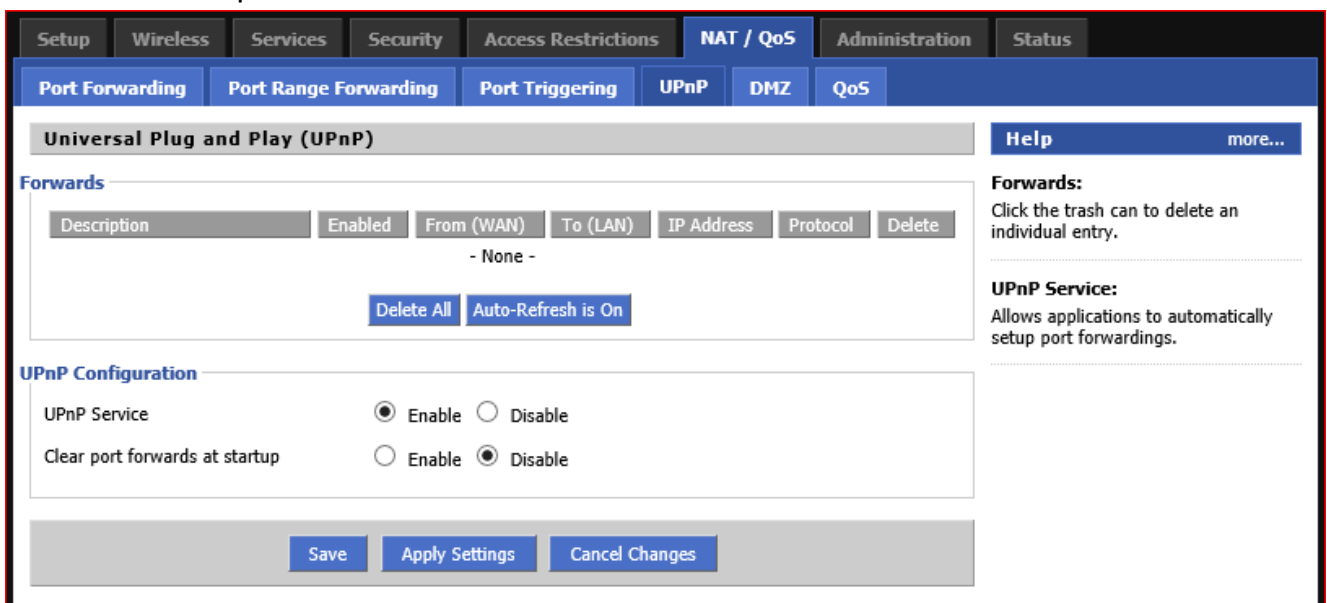 Setup Wireless Services Security Access Restrictions NAT / QoS Administration Status
Port Forwarding Port Range Forwarding Port Triggering UPnP DMZ QoS
Universal Plug and Play (UPnP)
Forwards
Description Enabled From (WAN) To (LAN) IP Address Protocol Delete
- None -
Delete All Auto-Refresh is On
UPnP Configuration
UPnP Service Enable Disable
Clear port forwards at startup Enable Disable
Save Apply Settings Cancel Changes
Help more...
Forwards:
Click the trash can to delete an
individual entry.
UPnP Service:
Allows applications to automatically
setup port forwardings.